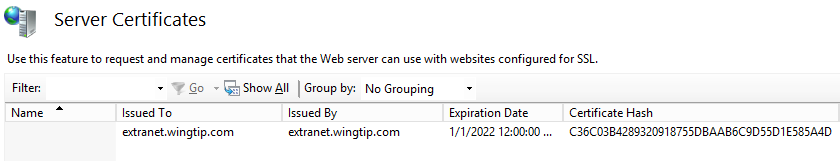 Server Certificates
Use this feature to request and manage certificates that the Web server can use with websites configured for SSL.
Filter: Go Show All Group by: No Grouping
Name Issued To Issued By Expiration Date Certificate Hash
extranet.wingtip.com extranet.wingtip.com 1/1/2022 12:00:00 ... C36C03B4289320918755DBAAB6C9D55D1E585A4D